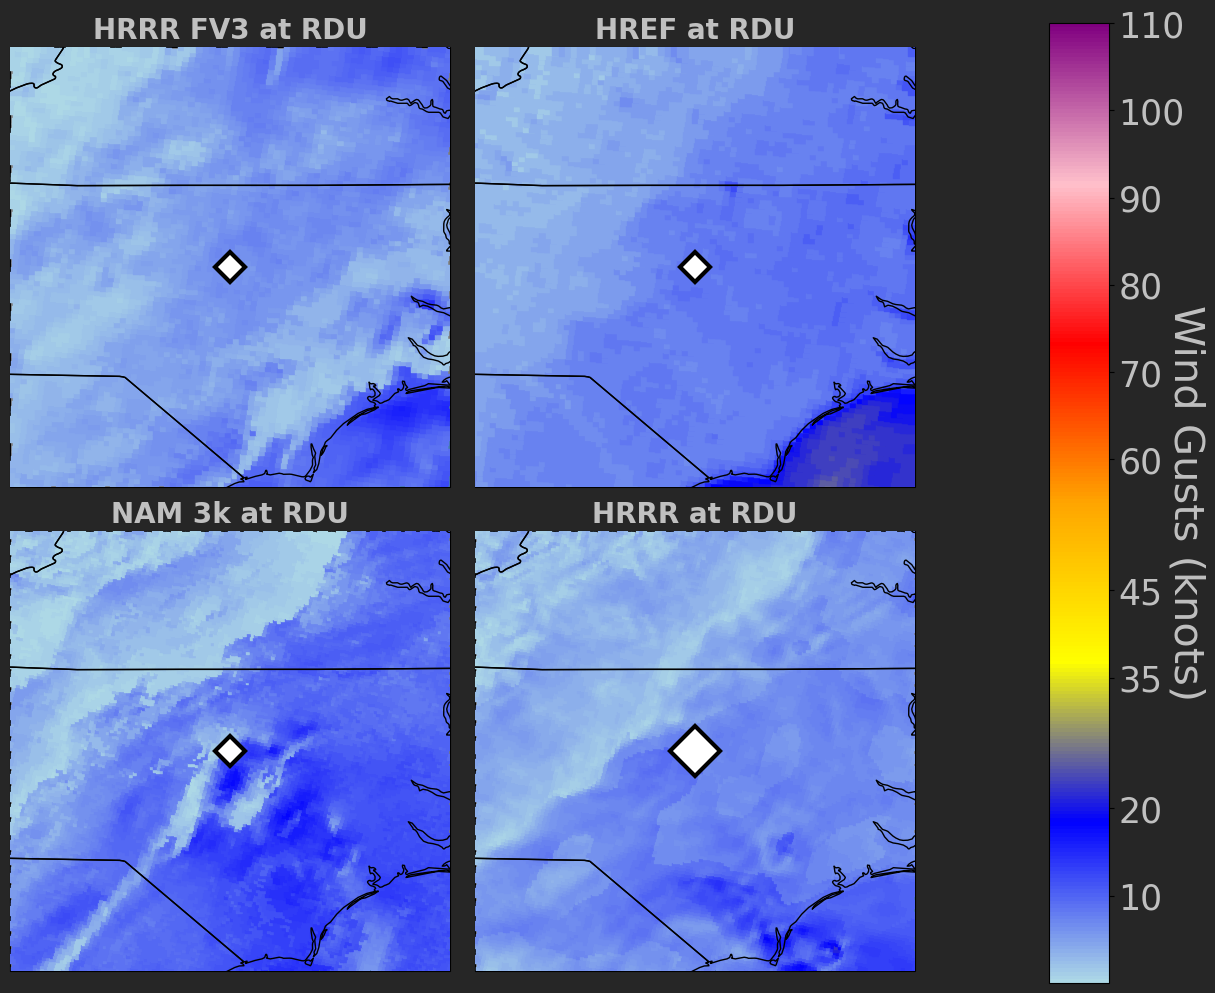 HRRR FV3 at RDU
HREF at RDU
NAM 3k at RDU
HRRR at RDU
110
100
90
80
70
60
45
35
20
10
Wind Gusts (knots)